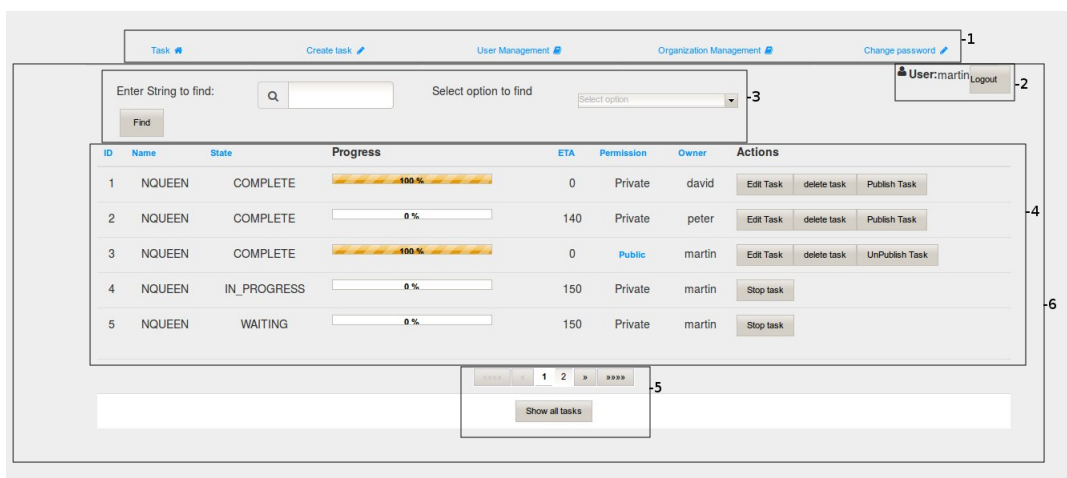 Task Create task User Management Organization Management Change password -1
User:martin Logout -2
Enter String to find: Select option to find Select option -3
Find
ID Name State Progress ETA Permission Owner Actions
1 NQUEEN COMPLETE 100 % 0 Private david Edit Task delete task Publish Task
2 NQUEEN COMPLETE 0 % 140 Private peter Edit Task delete task Publish Task -4
3 NQUEEN COMPLETE 100 % 0 Public martin Edit Task delete task UnPublish Task
4 NQUEEN IN_PROGRESS 0 % 150 Private martin Stop task
-6
5 NQUEEN WAITING 0 % 150 Private martin Stop task
«««« « 1 2 » »»»» -5
Show all tasks